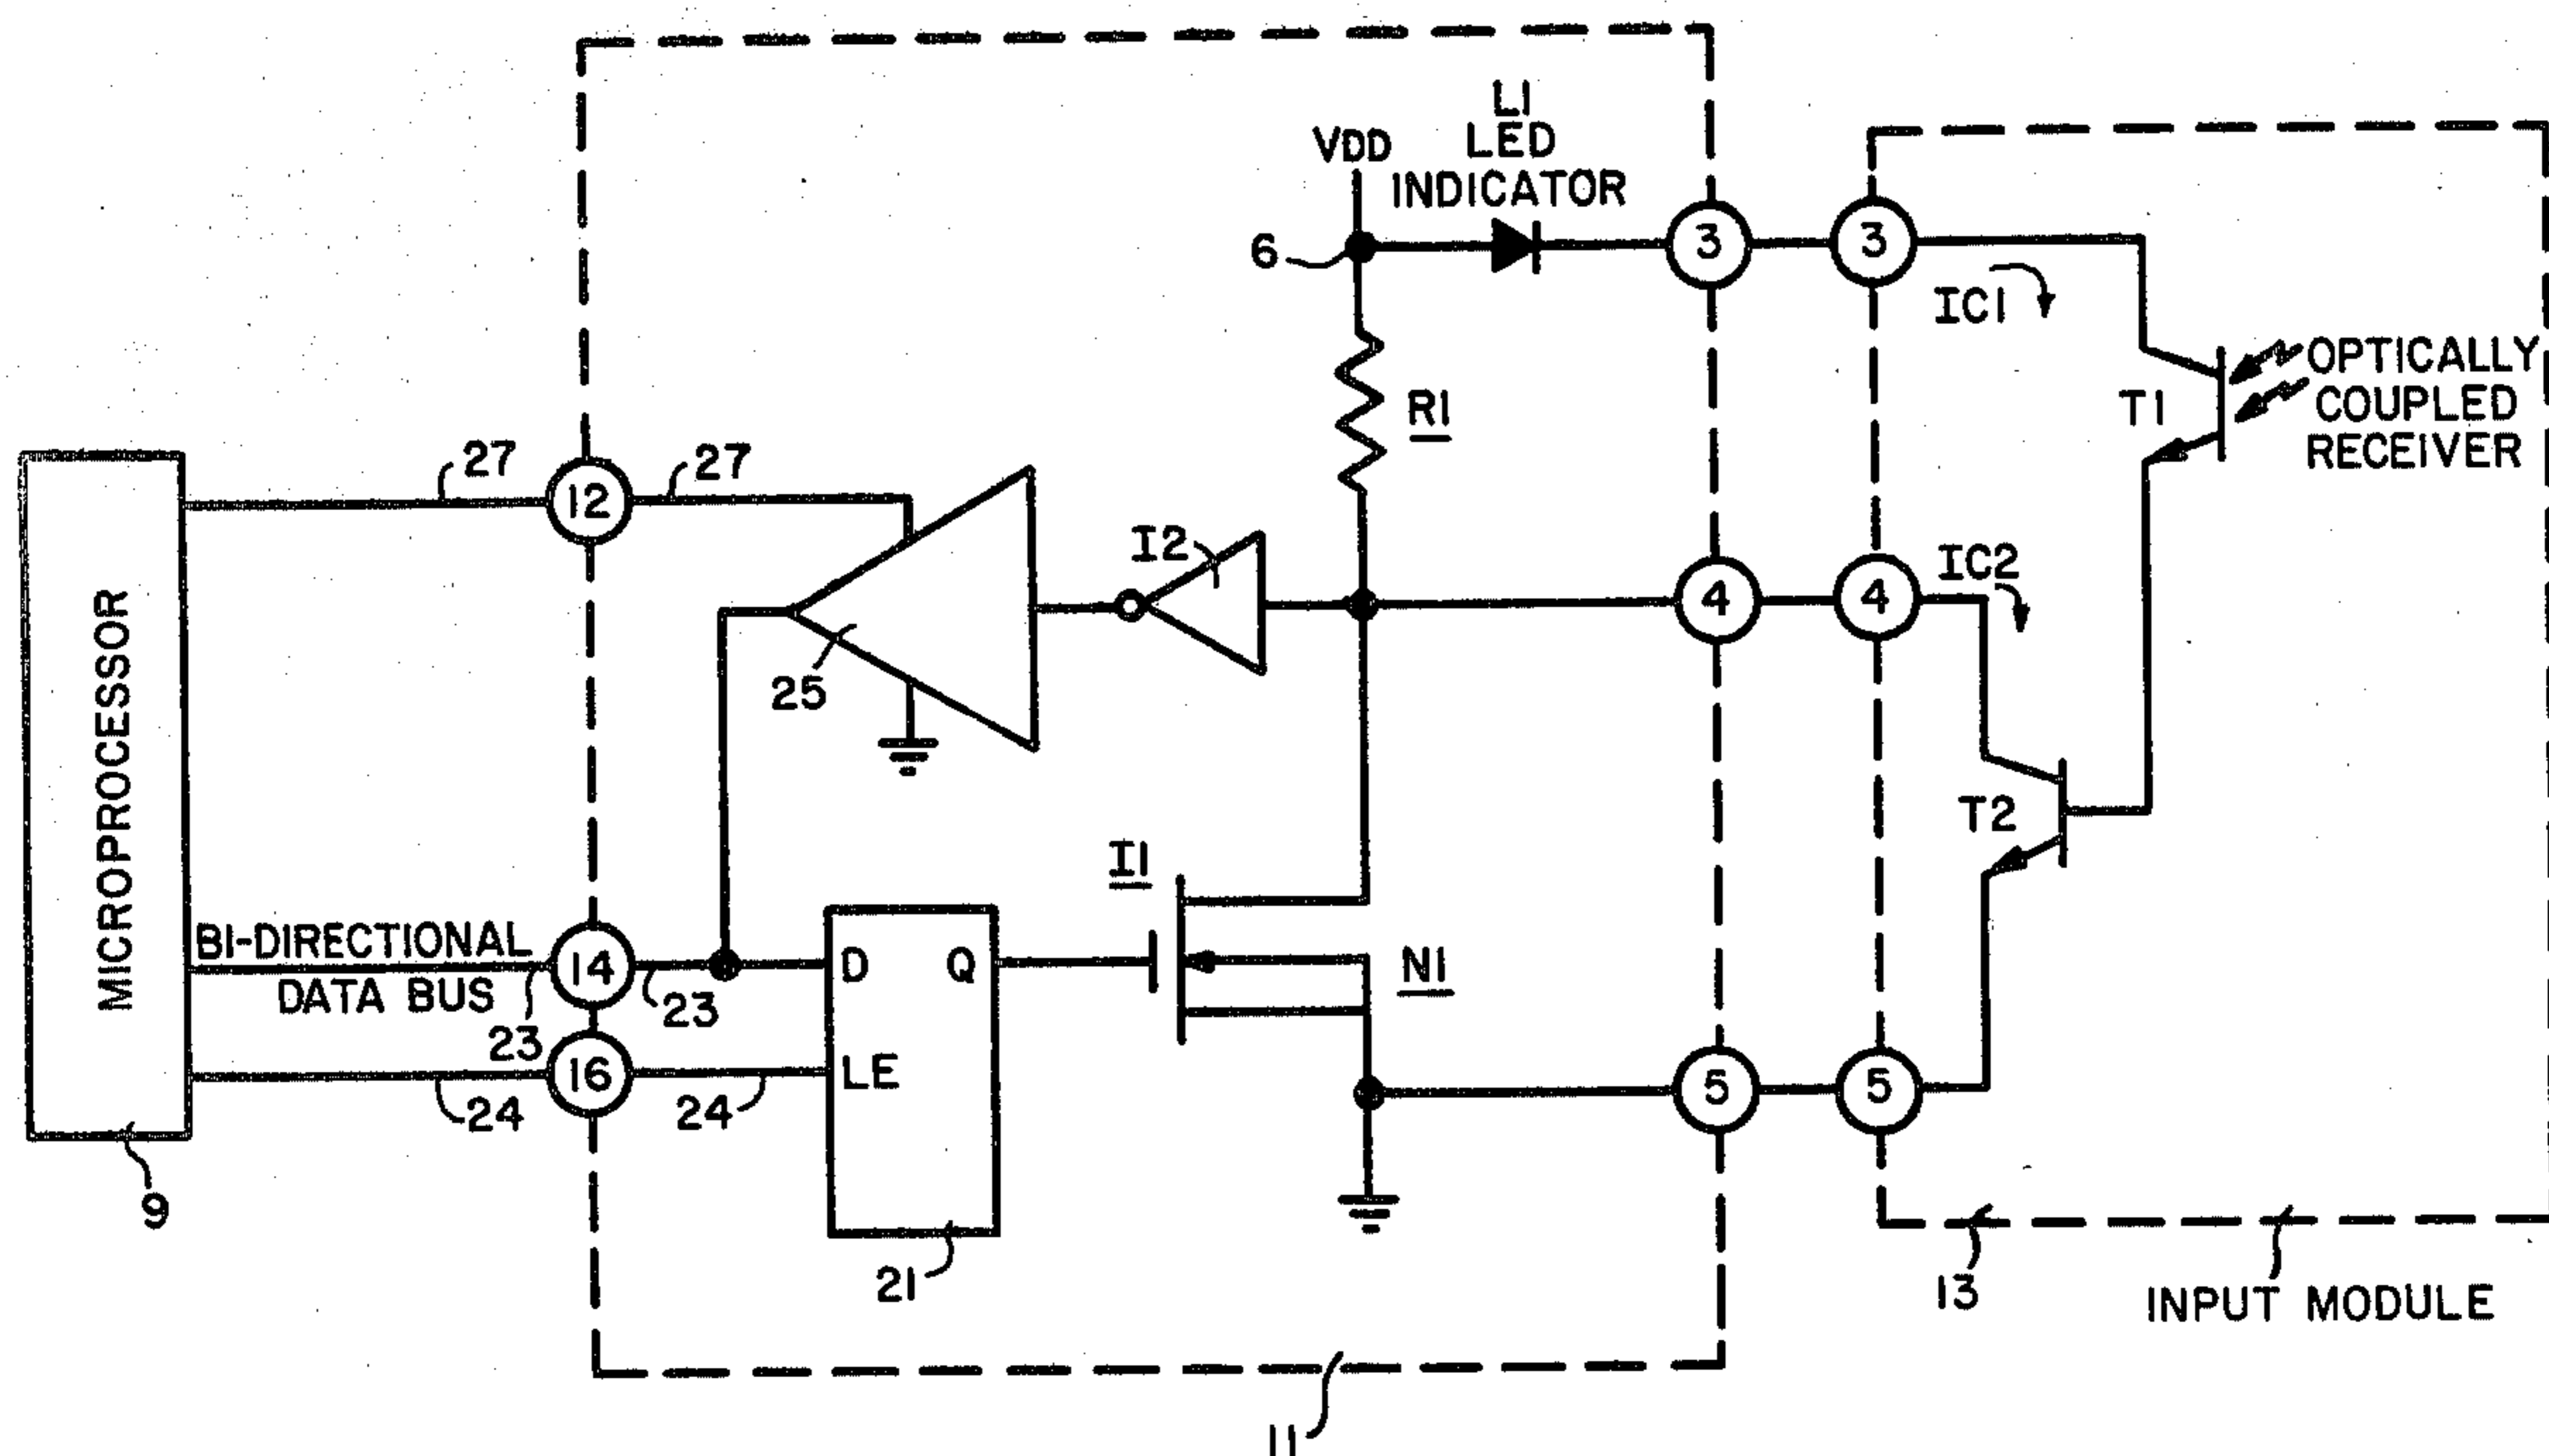 L1
LED
INDICATOR
VDD
6
3
3
IC1
OPTICALLY
COUPLED
RECEIVER
T1
R1
27
27
12
I2
4
4
IC2
25
MICROPROCESSOR
T2
I1
BI-DIRECTIONAL
DATA BUS
14
D
Q
N1
23
23
16
LE
24
24
5
5
9
21
13
INPUT MODULE
11